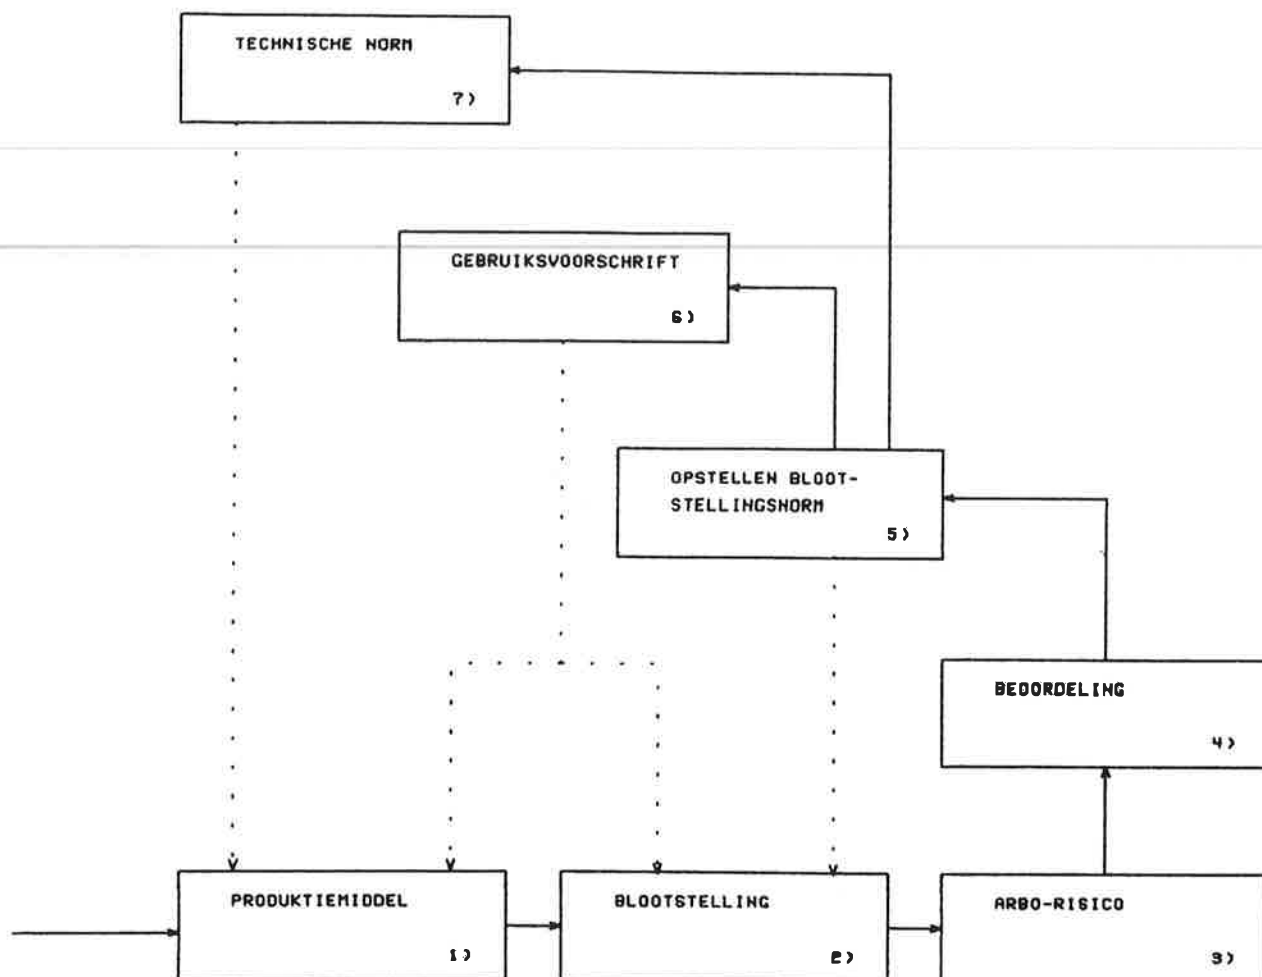 TECHNISCHE NORM
7)
GEBRUIKSVOORSCHRIFT
6)
OPSTELLEN BLOOT-
STELLINGSNORM
5)
BEOORDELING
4)
PRODUKTIEMIDDEL
1)
BLOOTSTELLING
2)
ARBO-RISICO
3)